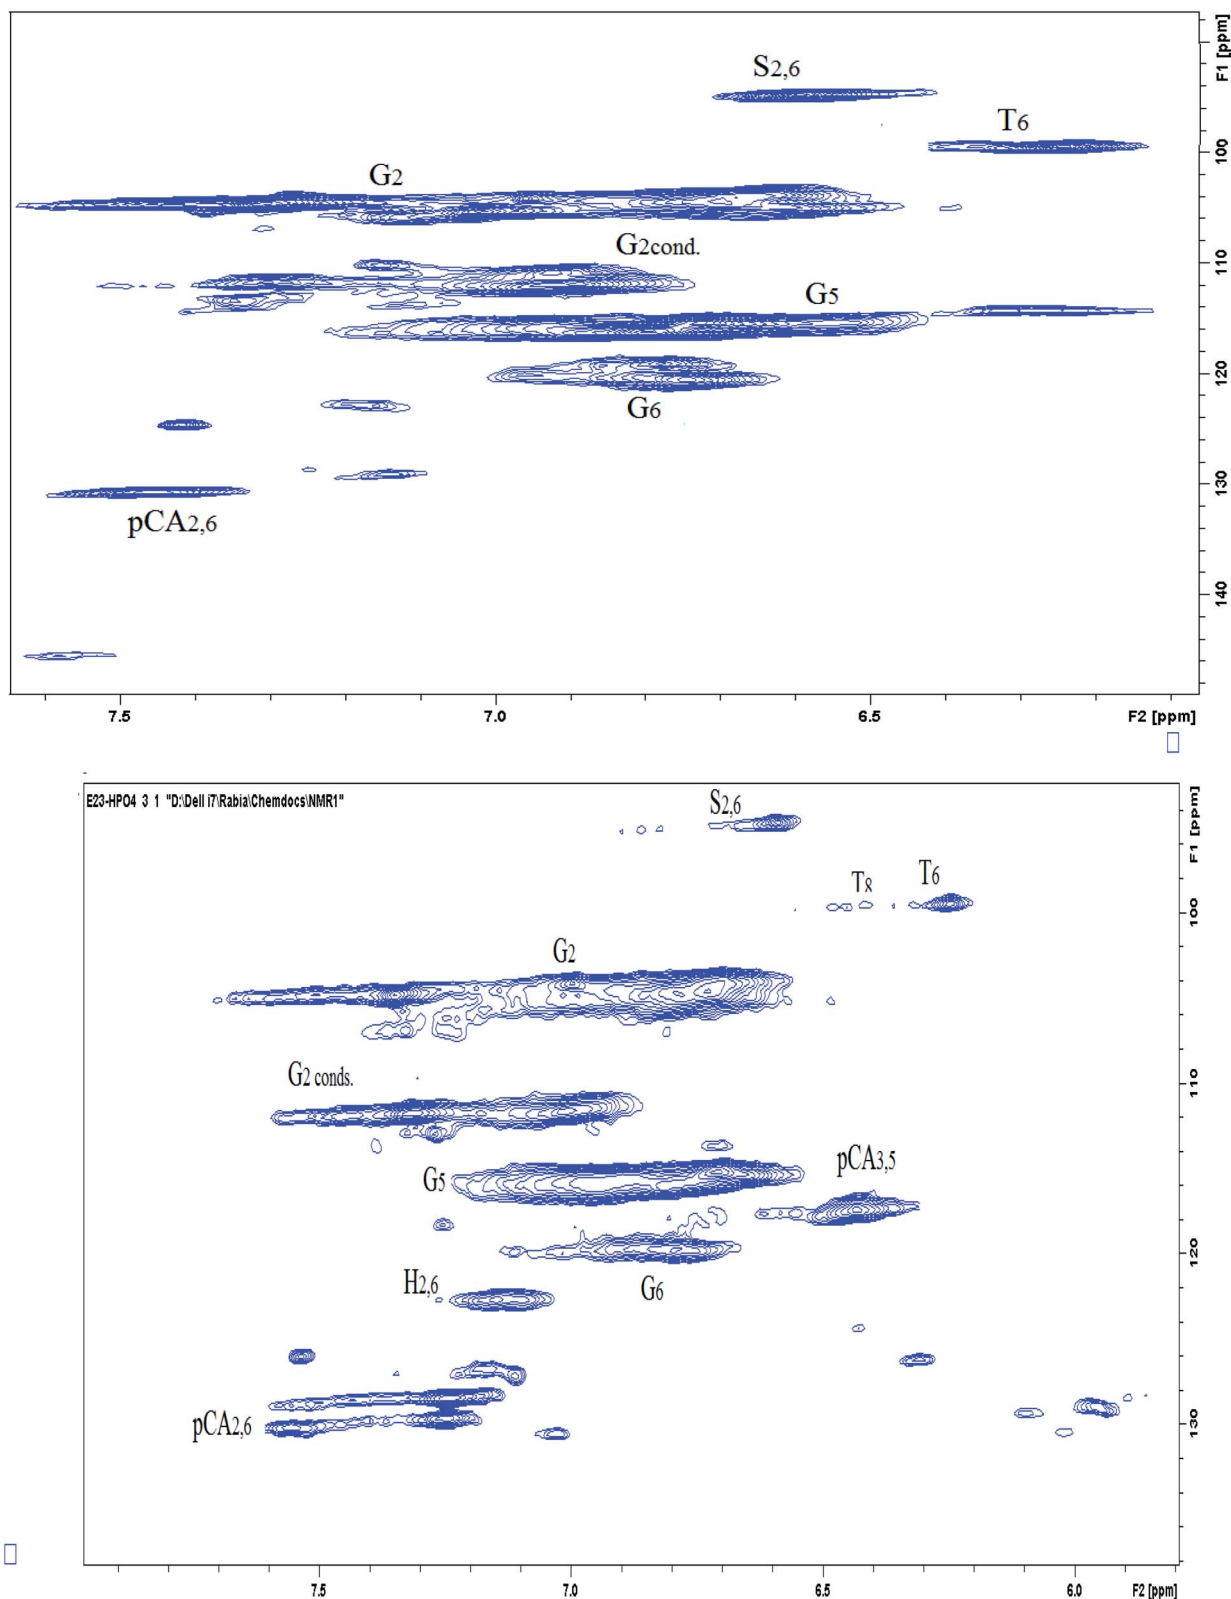 S2,6
T6
G2
G2cond.
G5
G6
pCA2,6
F1 [ppm]
100
110
120
130
140
7.5
7.0
6.5
F2 [ppm]
E23-HPO4 3 1 "D:\Dell i7\Rabia\Chemdocs\NMR1"
S2,6
T8
T6
G2
G2 conds.
pCA3,5
G5
H2,6
G6
pCA2,6
F1 [ppm]
100
110
120
130
7.5
7.0
6.5
6.0
F2 [ppm]